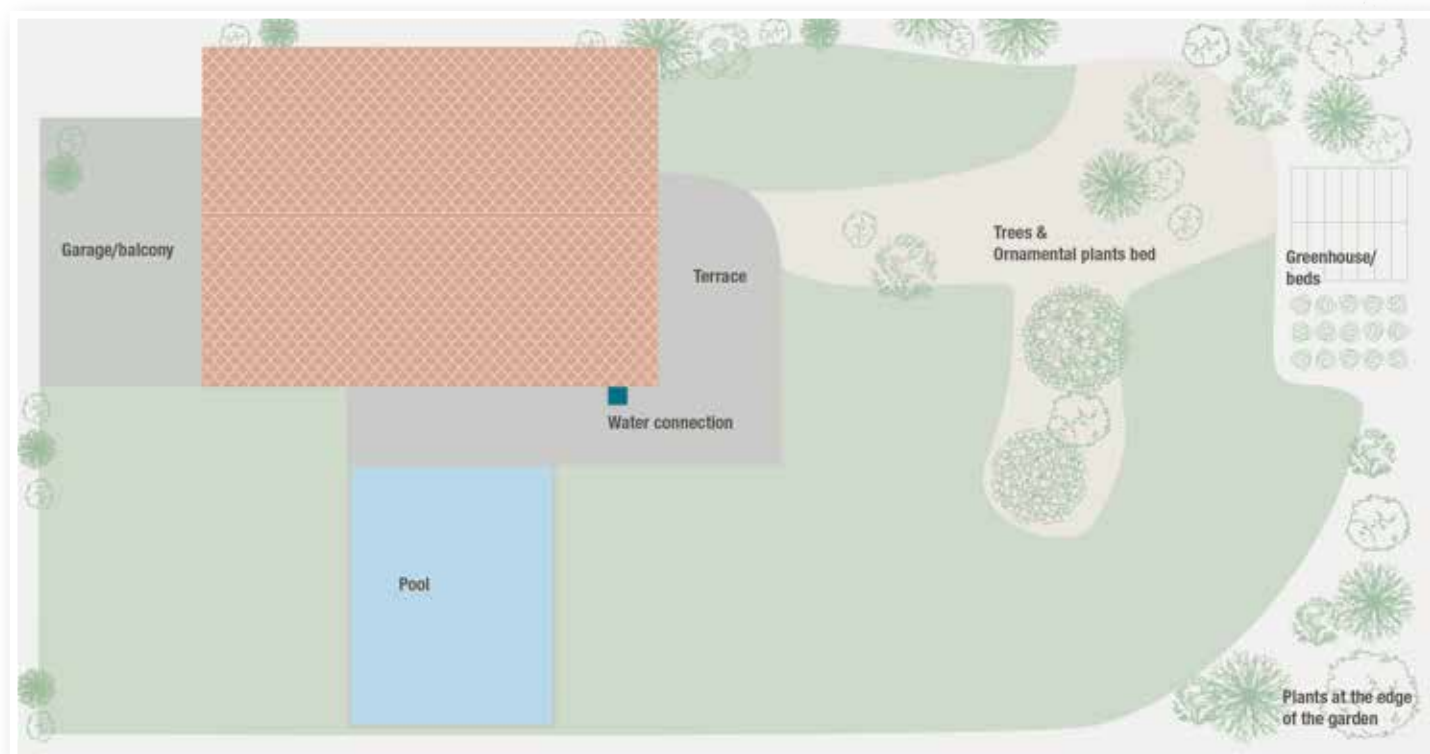 Garage/balcony
Terrace
Trees &
Ornamental plants bed
Greenhouse/
beds
Water connection
Pool
Plants at the edge
of the garden